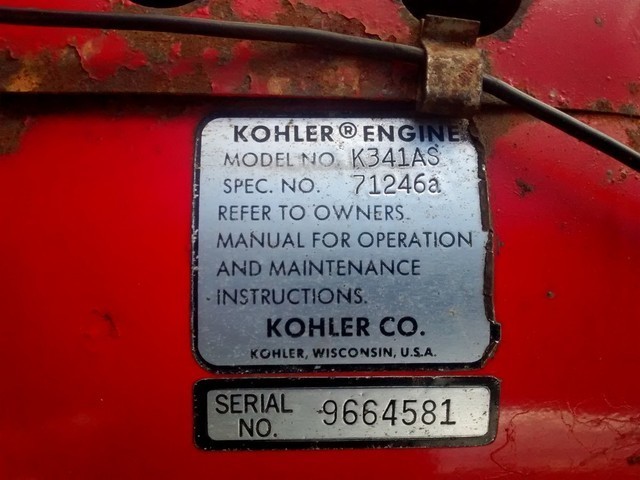 KOHLER® ENGINE
MODEL NO. K341AS
SPEC. NO. 71246a
REFER TO OWNERS
MANUAL FOR OPERATION
AND MAINTENANCE
INSTRUCTIONS.
KOHLER CO.
KOHLER, WISCONSIN, U.S.A.
SERIAL NO. 9664581